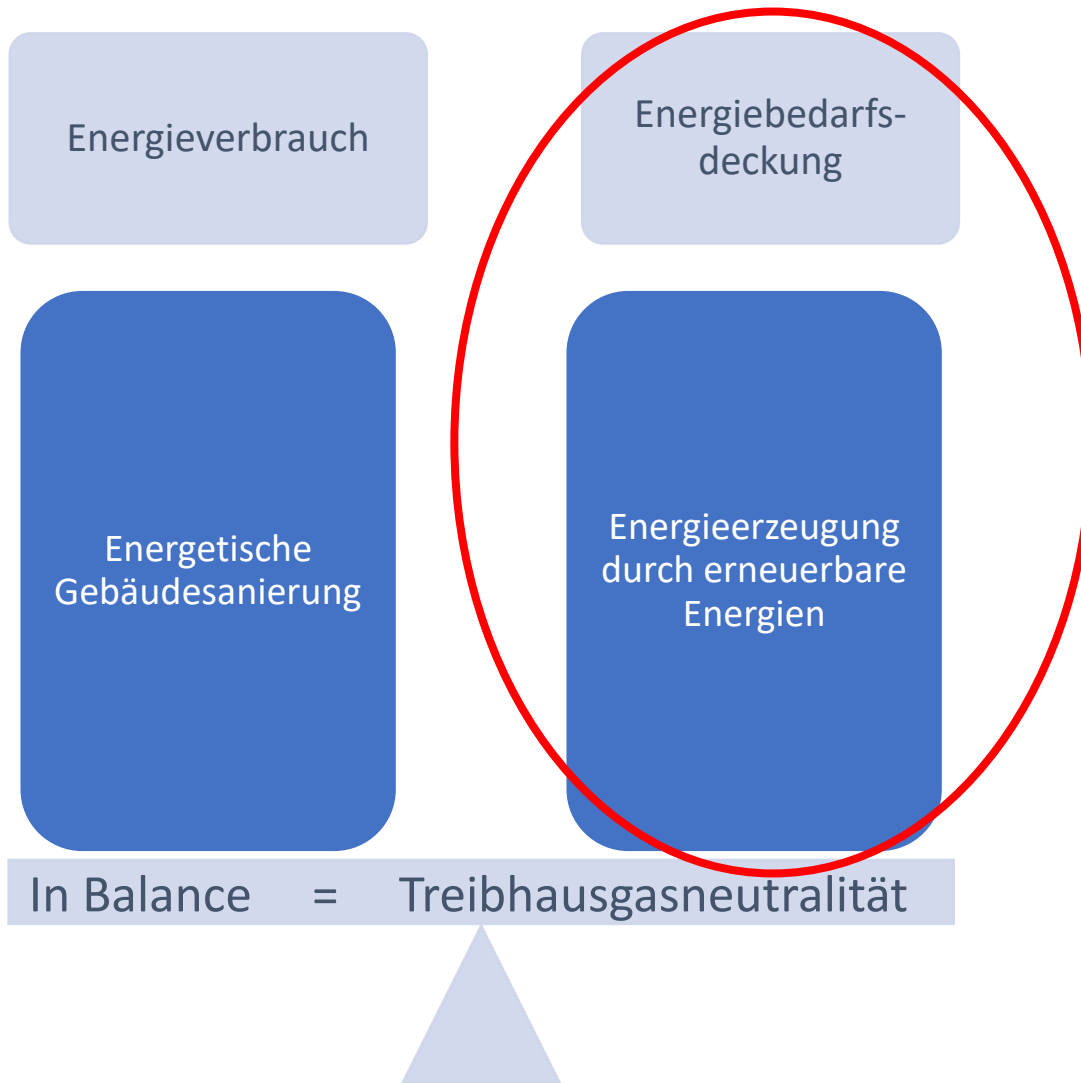 Energieverbrauch
Energiebedarfs-
deckung
Energetische
Gebäudesanierung
Energieerzeugung
durch erneuerbare
Energien
In Balance = Treibhausgasneutralität